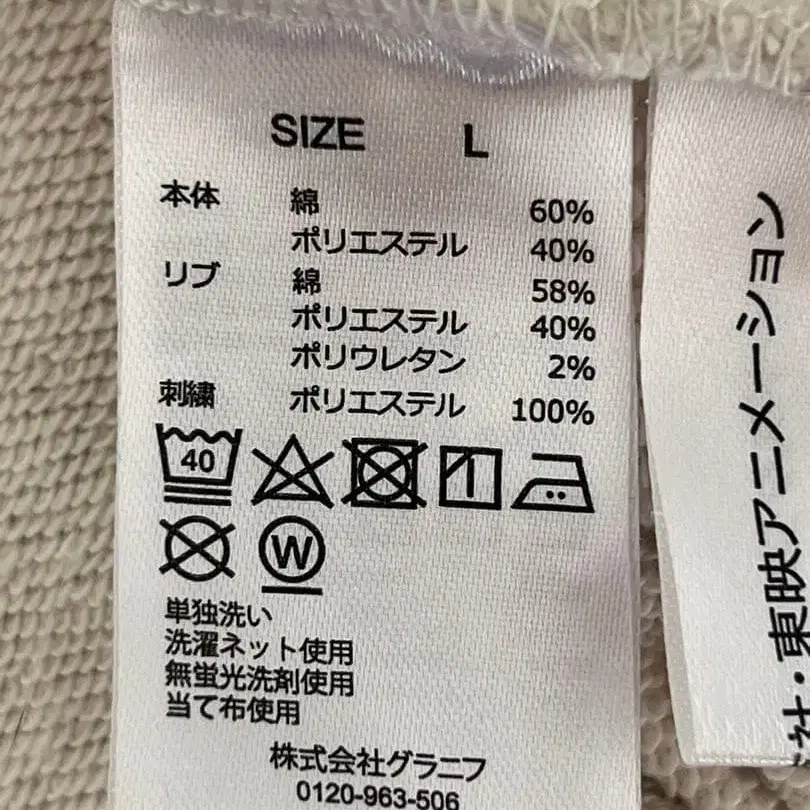 SIZE L
本体 綿 60%
ポリエステル 40%
リブ 綿 58%
ポリエステル 40%
ポリウレタン 2%
刺繍 ポリエステル 100%
40
W
単独洗い
洗濯ネット使用
無蛍光洗剤使用
当て布使用
株式会社グラニフ
0120-963-506
社・東映アニメーション